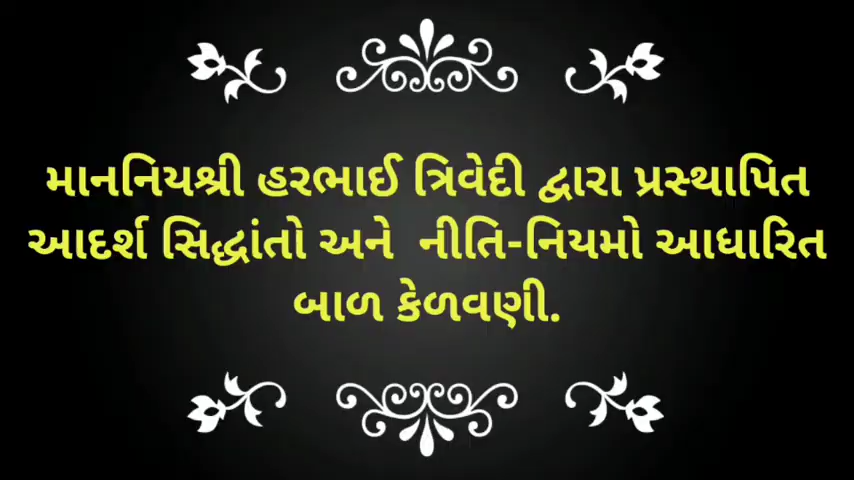 માનનિયશ્રી હરભાઈ ત્રિવેદી દ્વારા પ્રસ્થાપિત
આદર્શ સિદ્ધાંતો અને નીતિ-નિયમો આધારિત
બાળ કેળવણી.